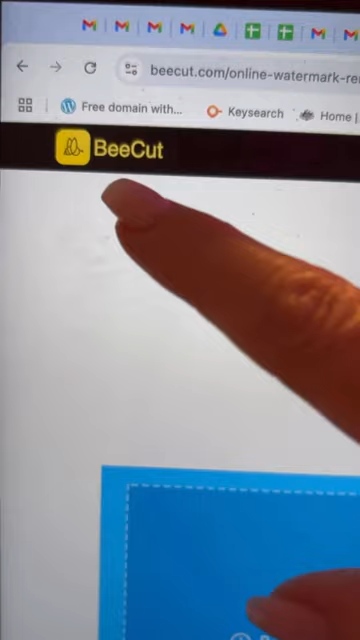 beecut.com/online-watermark-re
Free domain with...
Keysearch
Home |
BeeCut